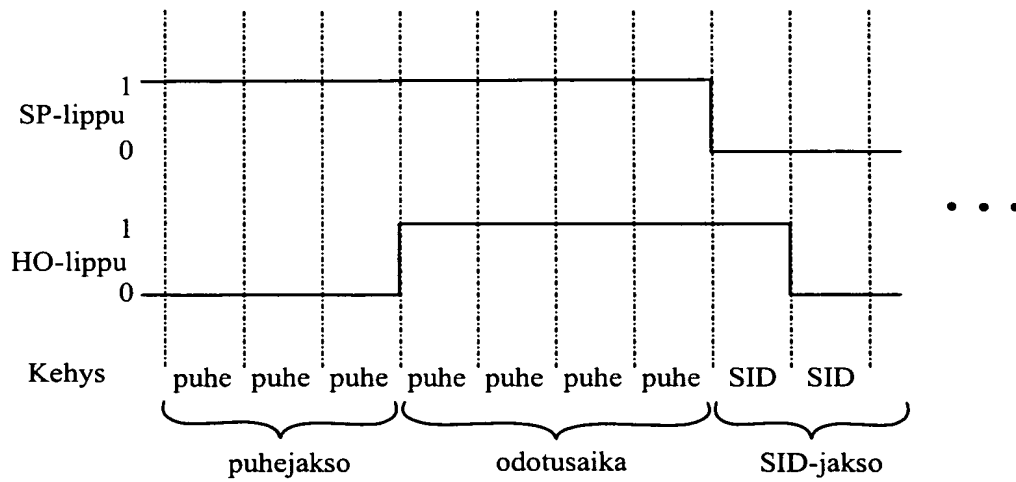 1
SP-lippu
0
1
HO-lippu
0
Kehys puhe puhe puhe puhe puhe puhe puhe SID SID
puhejakso odotusaika SID-jakso